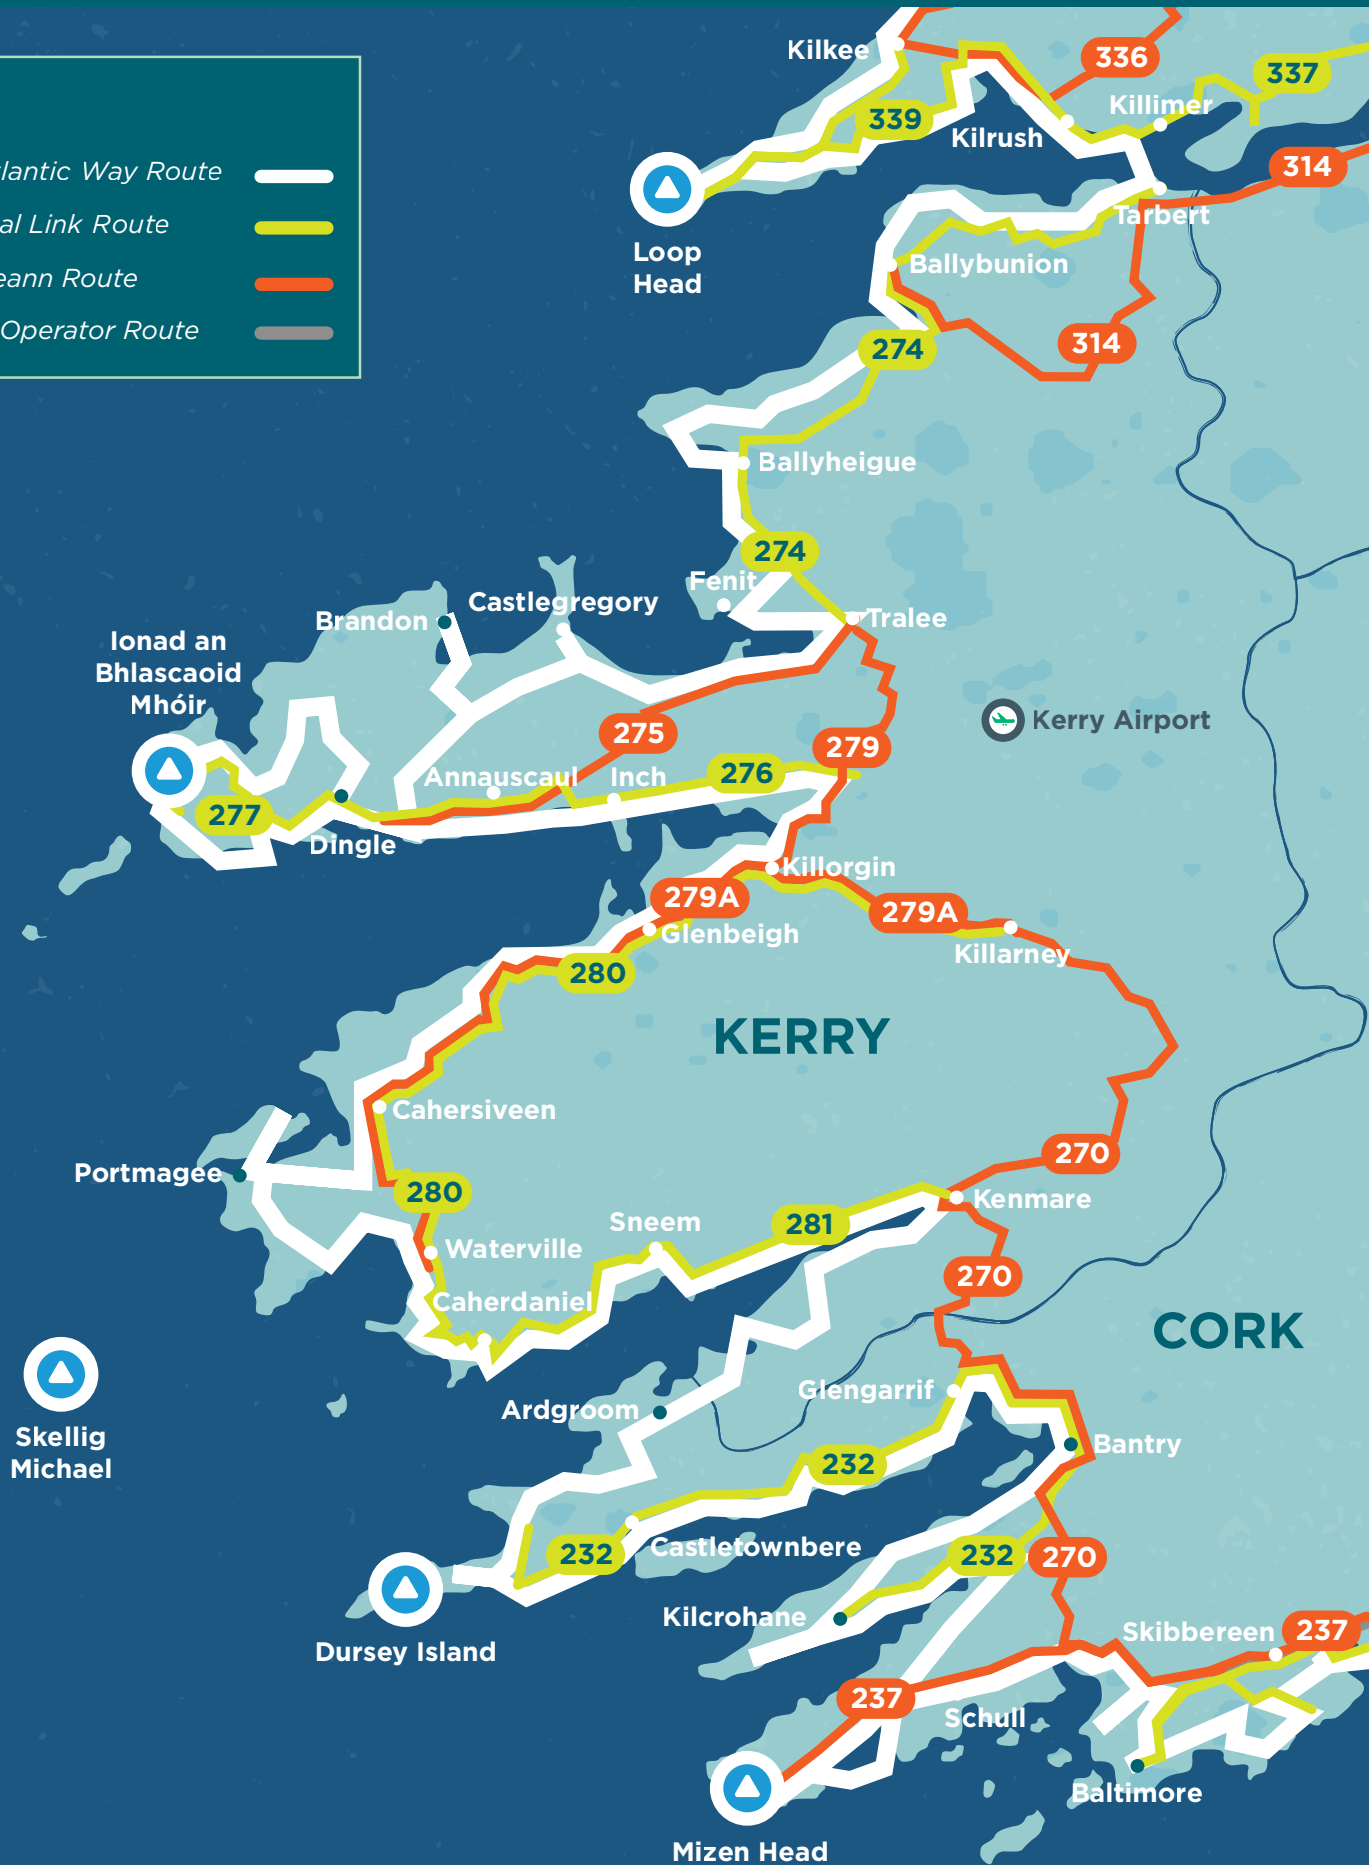 Kilkee
336
337
Killimer
339
Kilrush
Atlantic Way Route
314
al Link Route
Tarbert
Loop
Head
Ballybunion
eann Route
Operator Route
314
274
Ballyheigue
274
Fenit
Castlegregory
Brandon
Tralee
Ionad an
Bhlascaoid
Mhóir
Kerry Airport
275
279
Annauscaul
Inch
276
277
Dingle
Killorgin
279A
279A
Glenbeigh
Killarney
280
KERRY
Cahersiveen
270
Portmagee
280
Kenmare
Sneem
281
Waterville
270
Caherdaniel
CORK
Glengarrif
Ardgroom
Skellig
Michael
Bantry
232
Castletownbere
232
232
270
Kilcrohane
Dursey Island
Skibbereen
237
237
Schull
Baltimore
Mizen Head